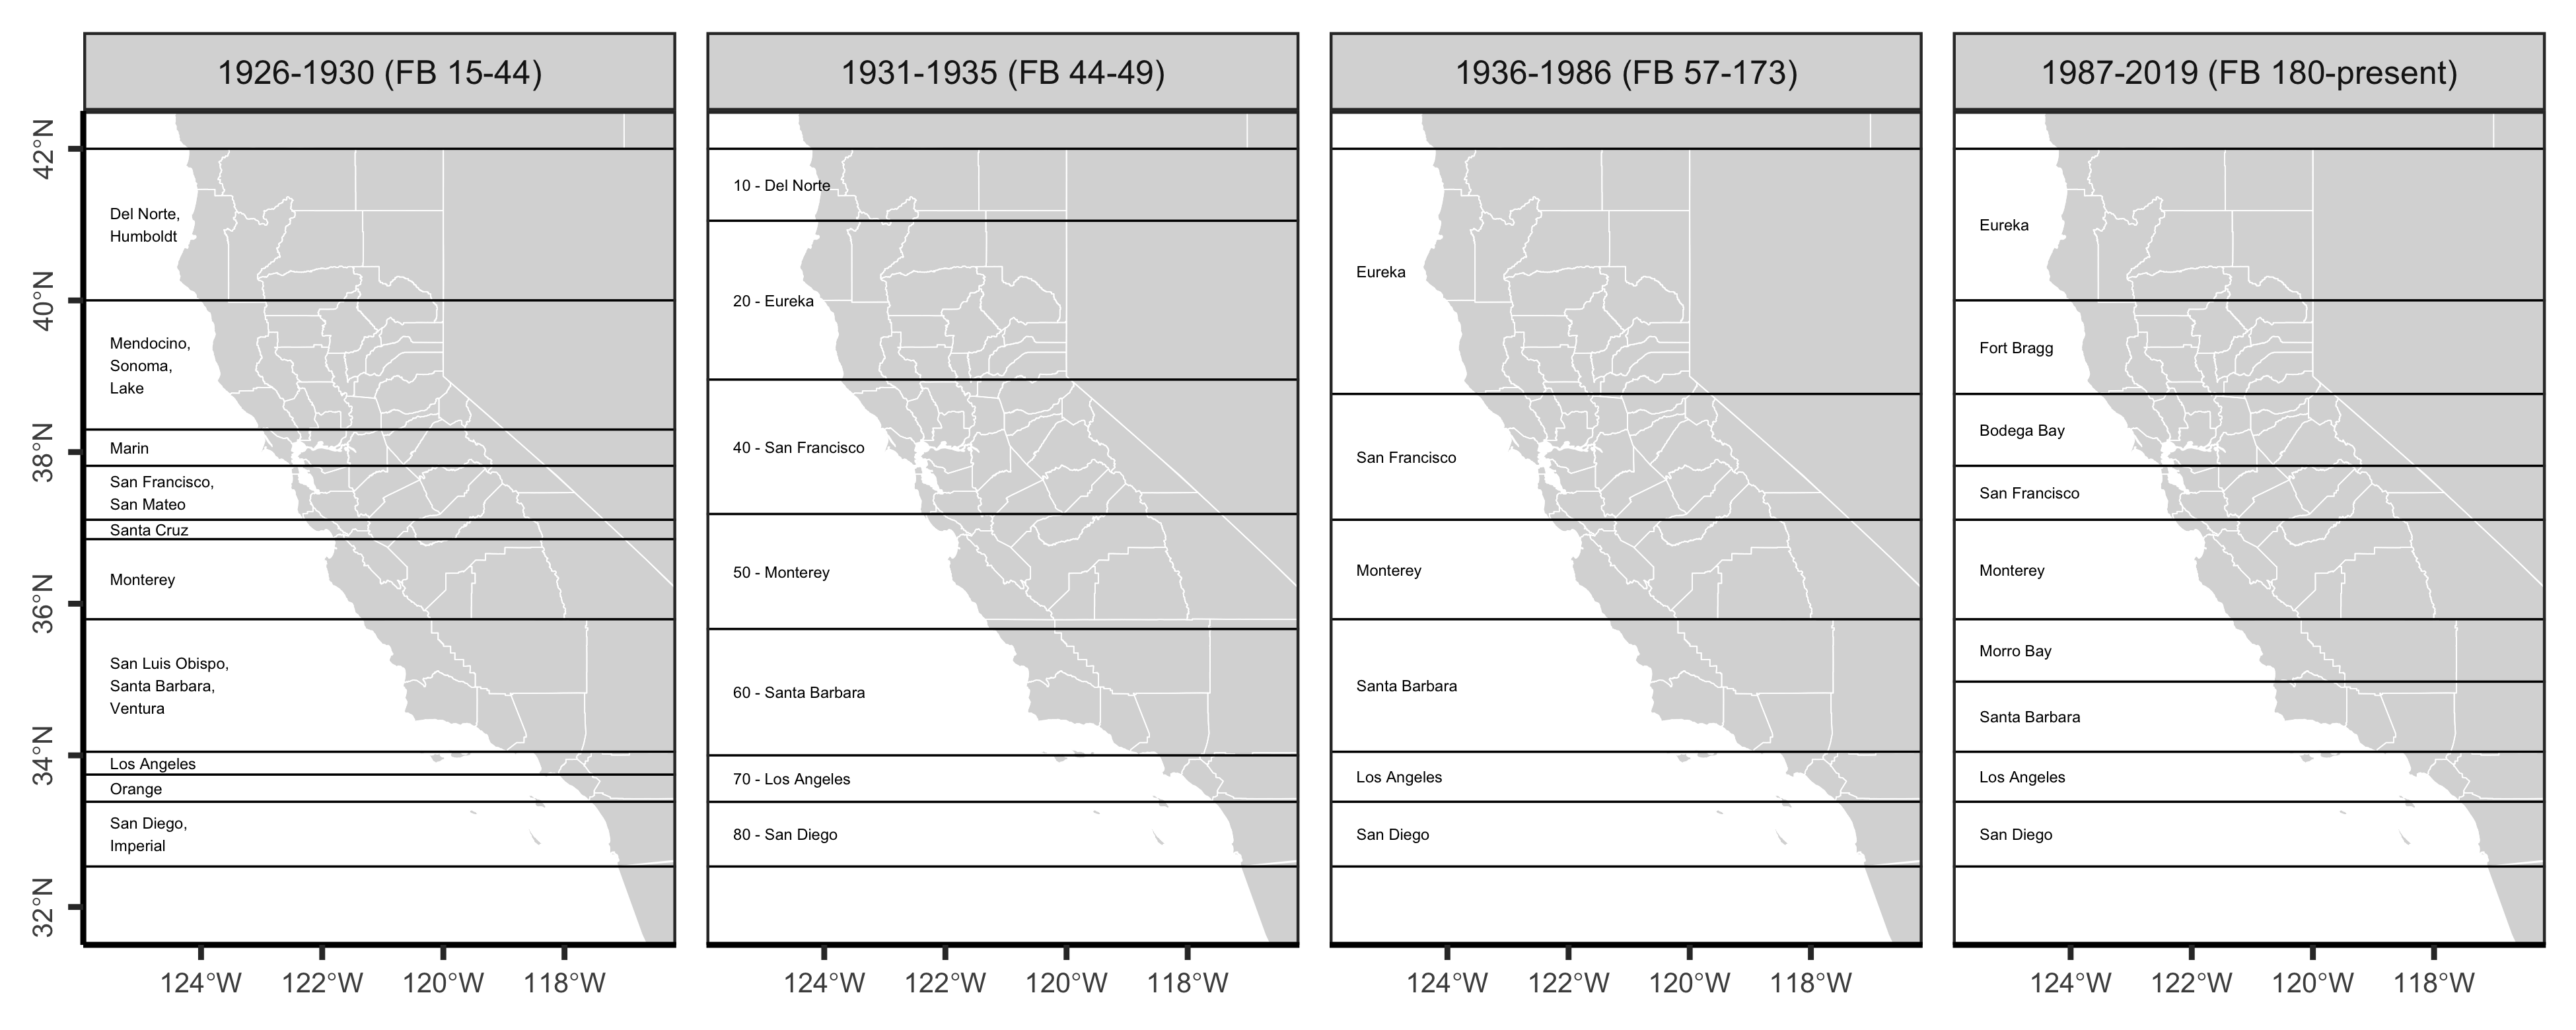 1926-1930 (FB 15-44)
1931-1935 (FB 44-49)
1936-1986 (FB 57-173)
1987-2019 (FB 180-present)
42°N
40°N
38°N
36°N
34°N
32°N
Del Norte,
Humboldt
Mendocino,
Sonoma,
Lake
Marin
San Francisco,
San Mateo
Santa Cruz
Monterey
San Luis Obispo,
Santa Barbara,
Ventura
Los Angeles
Orange
San Diego,
Imperial
10 - Del Norte
20 - Eureka
40 - San Francisco
50 - Monterey
60 - Santa Barbara
70 - Los Angeles
80 - San Diego
Eureka
San Francisco
Monterey
Santa Barbara
Los Angeles
San Diego
Eureka
Fort Bragg
Bodega Bay
San Francisco
Monterey
Morro Bay
Santa Barbara
Los Angeles
San Diego
124°W 122°W 120°W 118°W
124°W 122°W 120°W 118°W
124°W 122°W 120°W 118°W
124°W 122°W 120°W 118°W